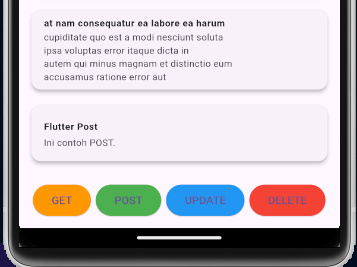 at nam consequatur ea labore ea harum
cupiditate quo est a modi nesciunt soluta
ipsa voluptas error itaque dicta in
autem qui minus magnam et distinctio eum
accusamus ratione error aut
Flutter Post
Ini contoh POST.
GET POST UPDATE DELETE